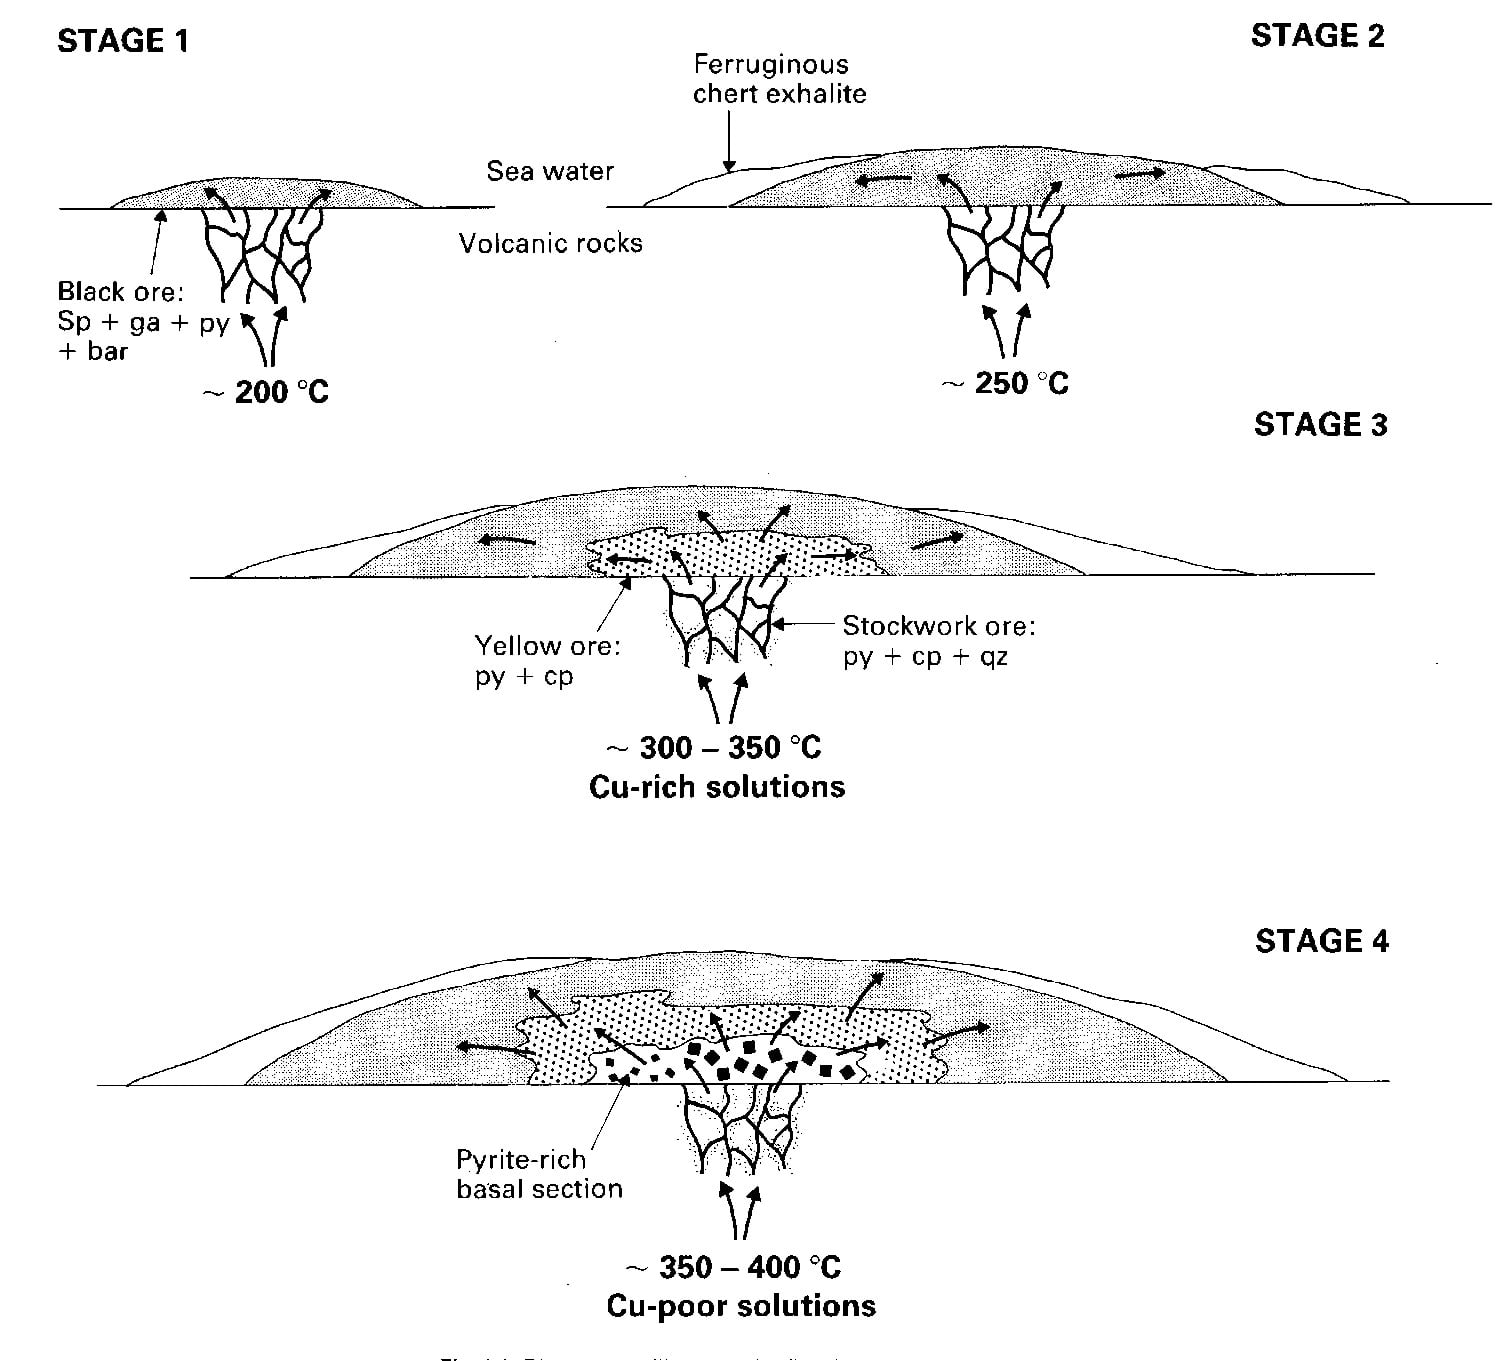 STAGE 1
STAGE 2
Ferruginous
chert exhalite
Sea water
Volcanic rocks
Black ore:
Sp + ga + py
+ bar
~ 200 °C
~ 250 °C
STAGE 3
Yellow ore:
py + cp
Stockwork ore:
py + cp + qz
~ 300 – 350 °C
Cu-rich solutions
STAGE 4
Pyrite-rich
basal section
~ 350 – 400 °C
Cu-poor solutions